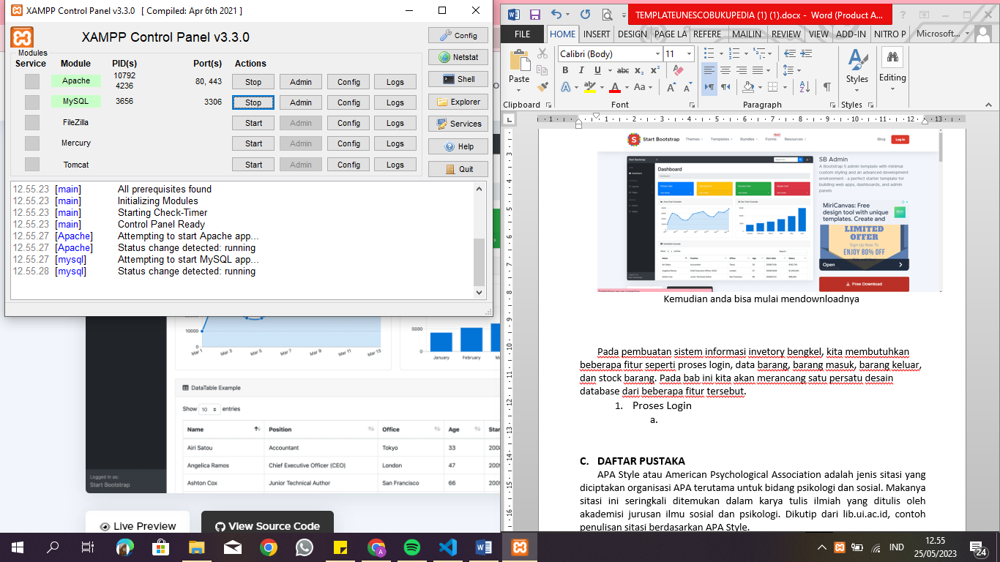 XAMPP Control Panel v3.3.0 [ Compiled: Apr 6th 2021 ]
XAMPP Control Panel v3.3.0
Config
Modules
Service Module PID(s) Port(s) Actions
Netstat
Apache 10792 4236 80, 443 Stop Admin Config Logs
Shell
MySQL 3656 3306 Stop Admin Config Logs
Explorer
FileZilla Start Admin Config Logs
Services
Mercury Start Admin Config Logs
Help
Tomcat Start Admin Config Logs
Quit
12.55.23 [main] All prerequisites found
12.55.23 [main] Initializing Modules
12.55.23 [main] Starting Check-Timer
12.55.23 [main] Control Panel Ready
12.55.27 [Apache] Attempting to start Apache app...
12.55.27 [Apache] Status change detected: running
12.55.27 [mysql] Attempting to start MySQL app...
12.55.28 [mysql] Status change detected: running
10000
0
Mar 1 Mar 3 Mar 5 Mar 7 Mar 9 Mar 11 Mar 13
5000
0
January February
DataTable Example
Show 10 entries
Name Position Office Age
Airi Satou Accountant Tokyo 33
Angelica Ramos Chief Executive Officer (CEO) London 47
Ashton Cox Junior Technical Author San Francisco 66
Logged in as:
Start Bootstrap
Live Preview
View Source Code
TEMPLATEUNESCOBUKUPEDIA (1) (1).docx - Word (Product A...
FILE HOME INSERT DESIGN PAGE LA REFERE MAILIN REVIEW VIEW ADD-IN NITRO P Microsoft...
Paste
Calibri (Body) 11
Styles
Editing
Clipboard Font Paragraph Styles
Start Bootstrap Themes Templates Bundles Forms Resources Blog Log In
Start Bootstrap
Dashboard
SB Admin
A Bootstrap 5 admin template with minimal
custom styling and an advanced development
environment - a perfect starter template for
building web apps, dashboards, and admin
panels
MiriCanvas: Free
design tool with unique
templates. Create and
LIMITED
OFFER
Sign Up Now To
ENJOY 80% OFF
Open
Free Download
Kemudian anda bisa mulai mendownloadnya
Pada pembuatan sistem informasi invetory bengkel, kita membutuhkan
beberapa fitur seperti proses login, data barang, barang masuk, barang keluar,
dan stock barang. Pada bab ini kita akan merancang satu persatu desain
database dari beberapa fitur tersebut.
1. Proses Login
a.
C. DAFTAR PUSTAKA
APA Style atau American Psychological Association adalah jenis sitasi yang
diciptakan organisasi APA terutama untuk bidang psikologi dan sosial. Makanya
sitasi ini seringkali ditemukan dalam karya tulis ilmiah yang ditulis oleh
akademisi jurusan ilmu sosial dan psikologi. Dikutip dari lib.ui.ac.id, contoh
penulisan sitasi berdasarkan APA Style.
IND
12.55
25/05/2023
24